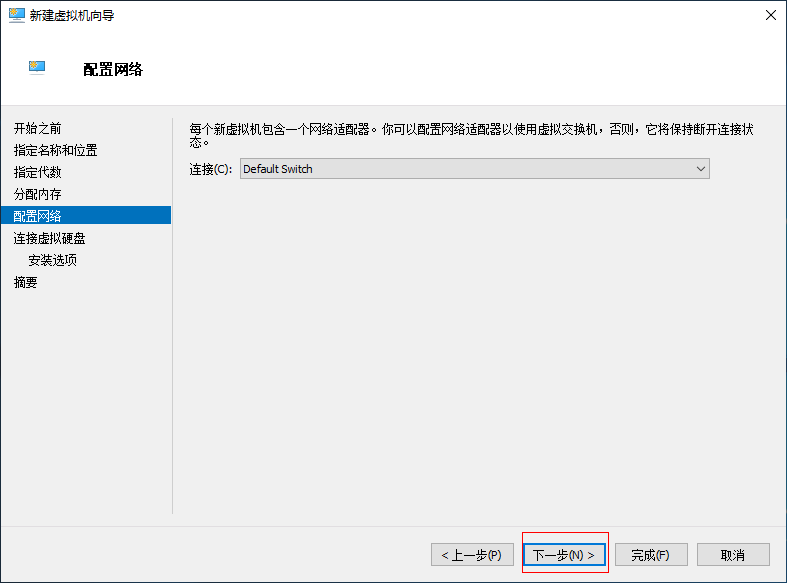 新建虚拟机向导
配置网络
开始之前
指定名称和位置
指定代数
分配内存
配置网络
连接虚拟硬盘
安装选项
摘要
每个新虚拟机包含一个网络适配器。你可以配置网络适配器以使用虚拟交换机，否则，它将保持断开连接状
态。
连接(C): Default Switch
< 上一步(P) 下一步(N) > 完成(F) 取消